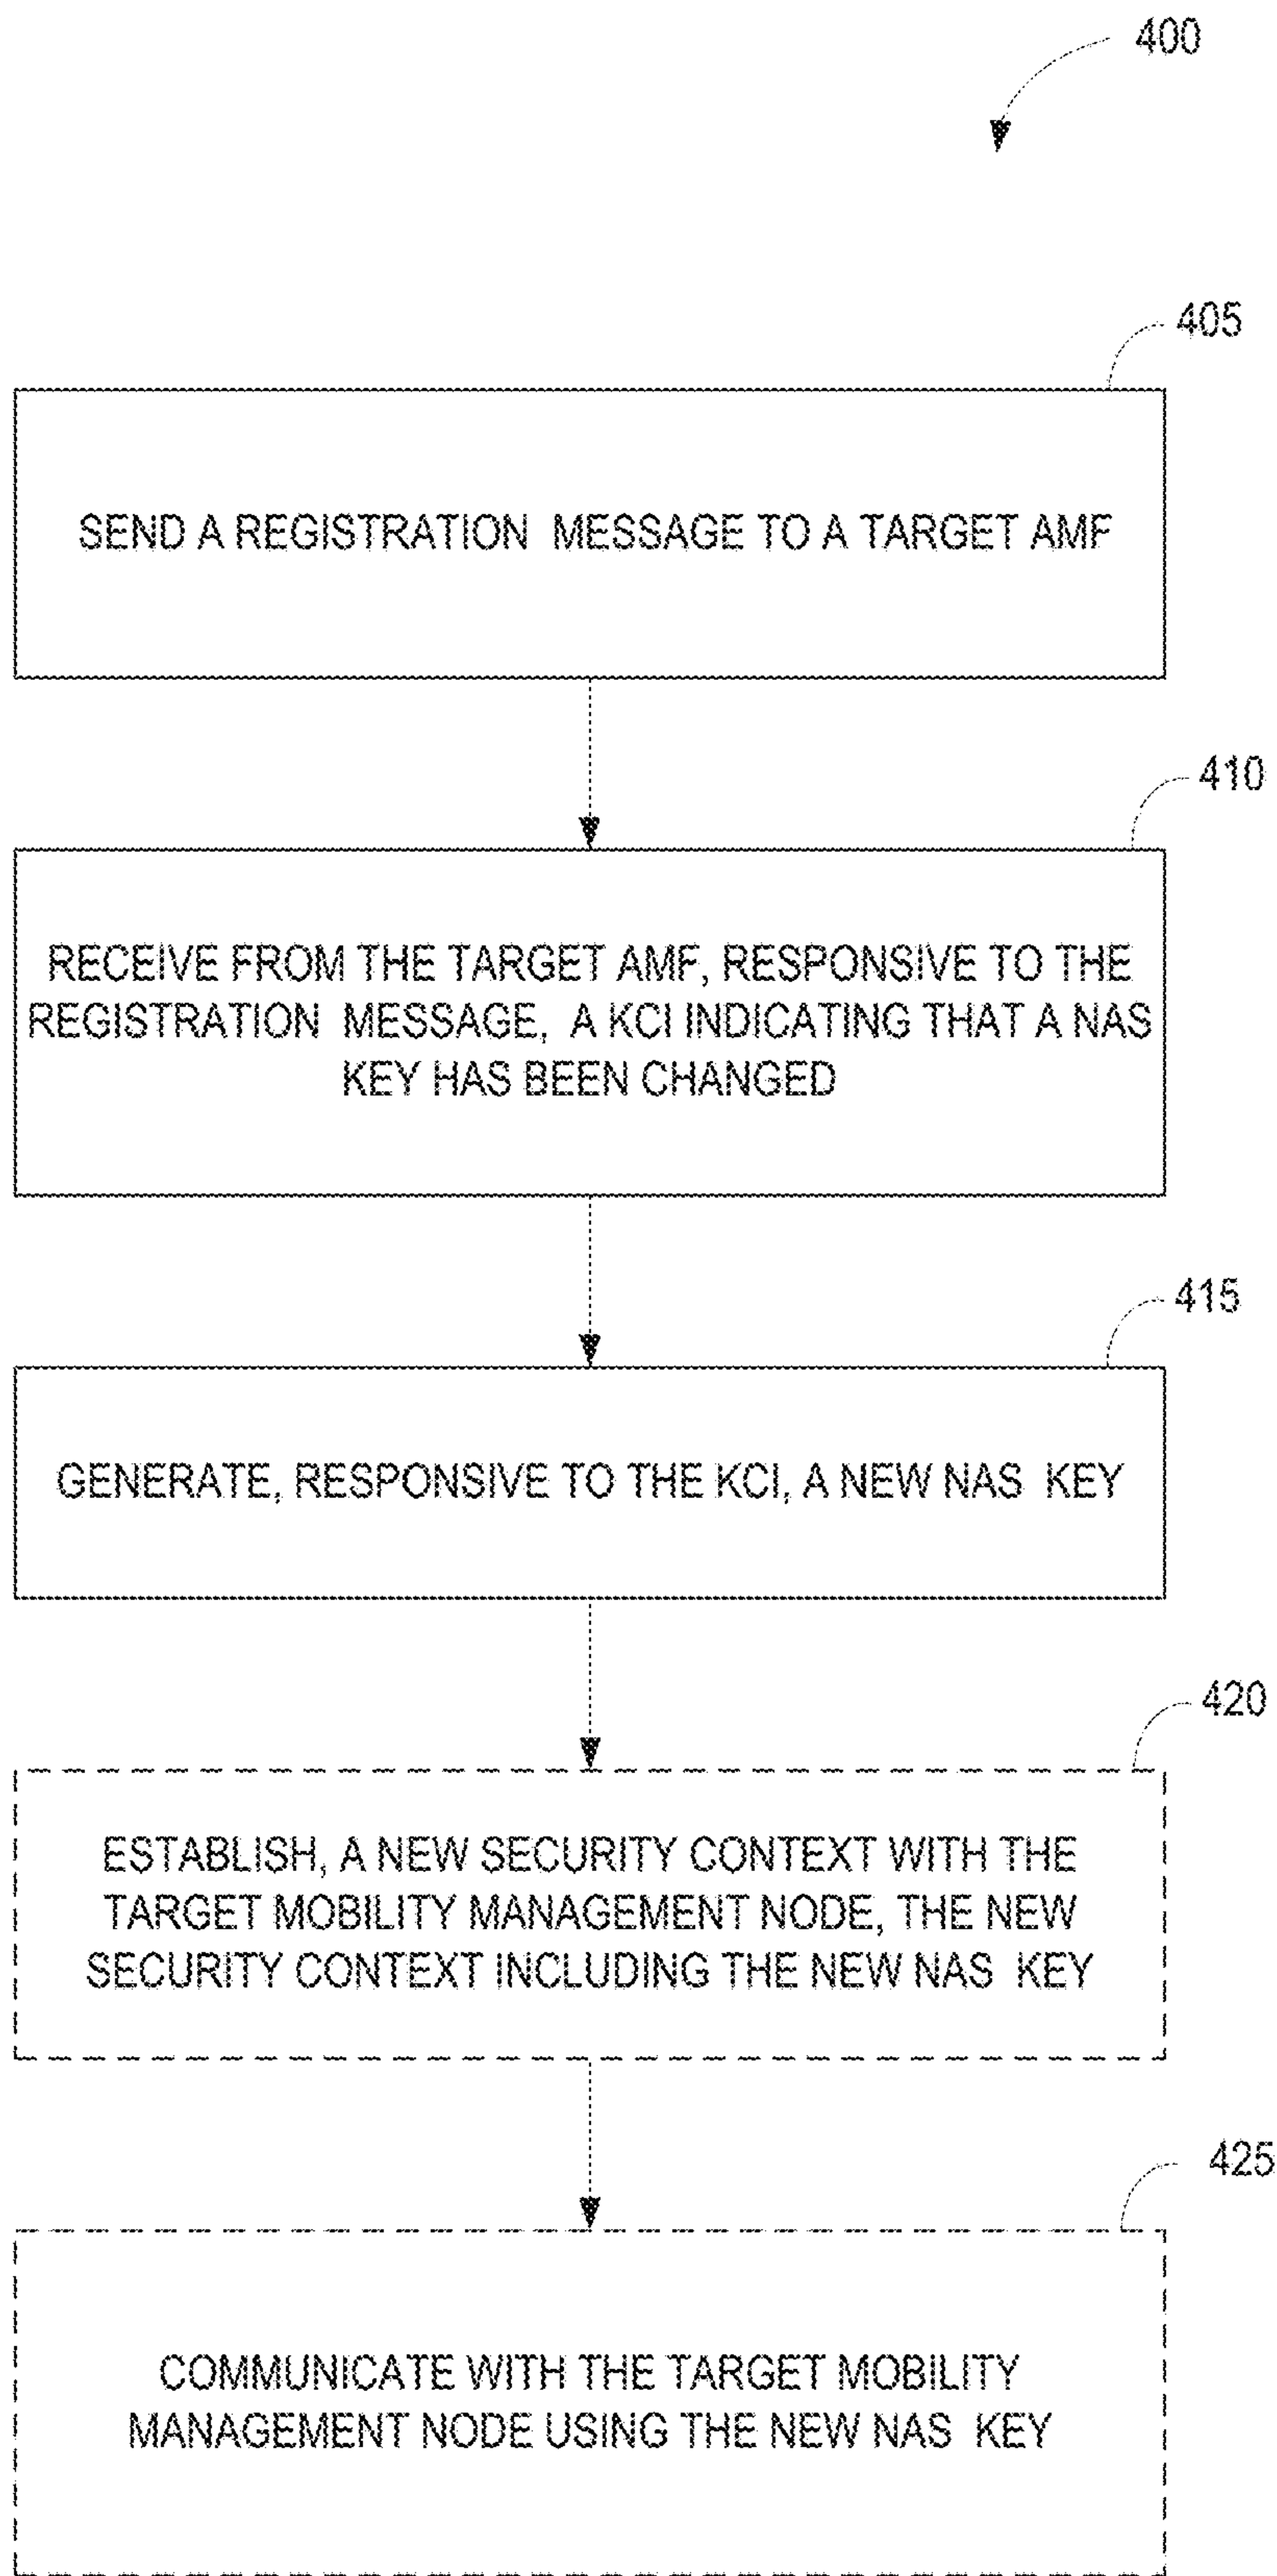 400
405
SEND A REGISTRATION MESSAGE TO A TARGET AMF
410
RECEIVE FROM THE TARGET AMF, RESPONSIVE TO THE
REGISTRATION MESSAGE, A KCI INDICATING THAT A NAS
KEY HAS BEEN CHANGED
415
GENERATE, RESPONSIVE TO THE KCI, A NEW NAS KEY
420
ESTABLISH, A NEW SECURITY CONTEXT WITH THE
TARGET MOBILITY MANAGEMENT NODE, THE NEW
SECURITY CONTEXT INCLUDING THE NEW NAS KEY
425
COMMUNICATE WITH THE TARGET MOBILITY
MANAGEMENT NODE USING THE NEW NAS KEY